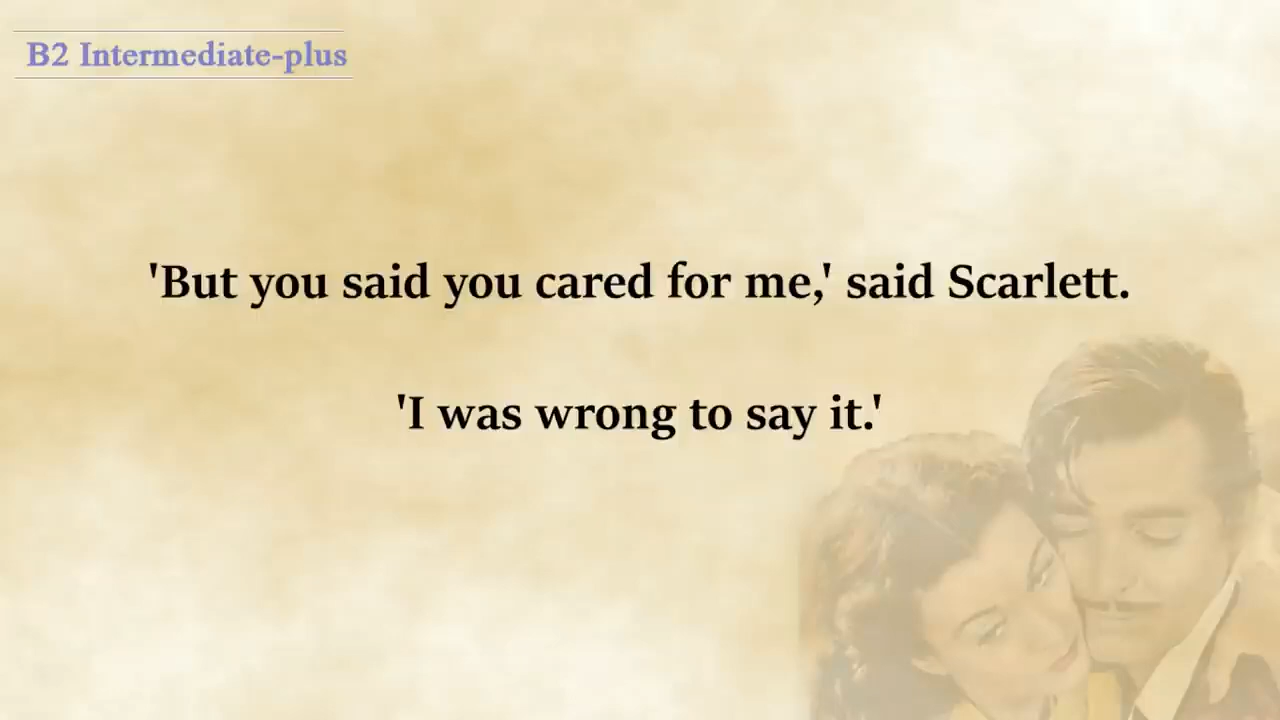 B2 Intermediate-plus
'But you said you cared for me,' said Scarlett.
'I was wrong to say it.'